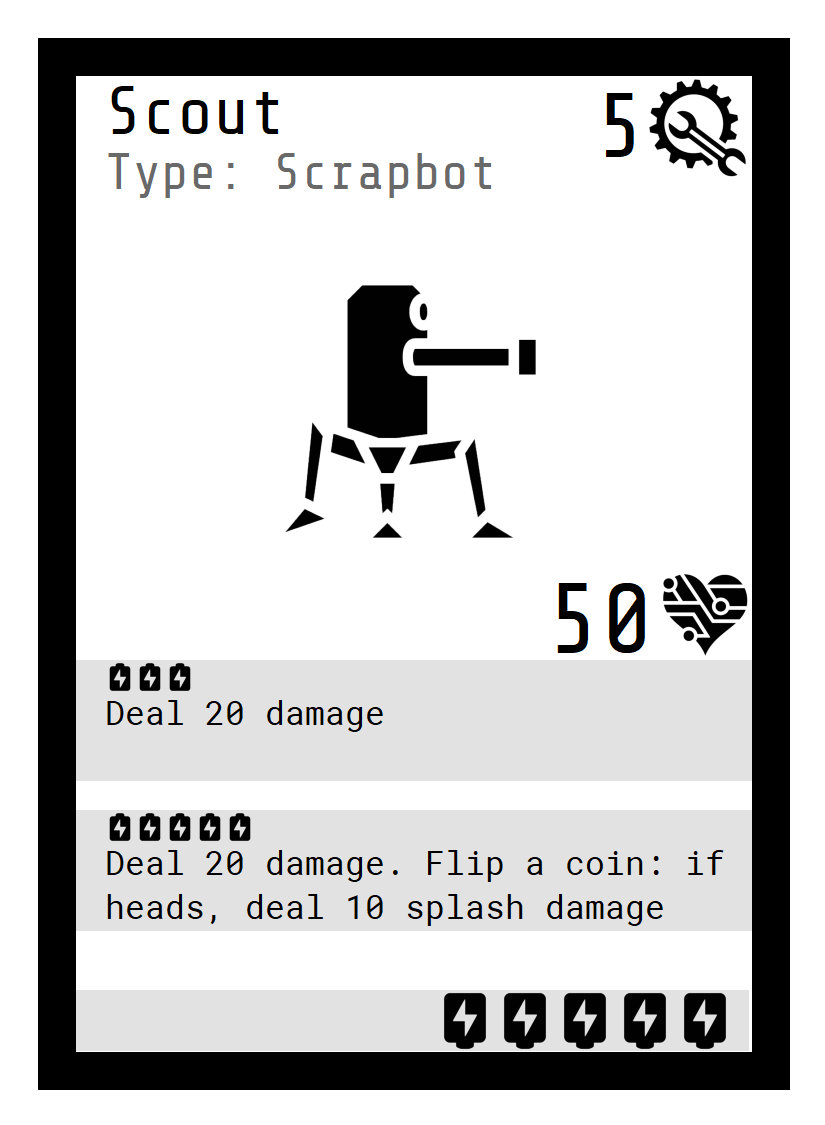 Scout
5
Type: Scrapbot
50
Deal 20 damage
Deal 20 damage. Flip a coin: if
heads, deal 10 splash damage